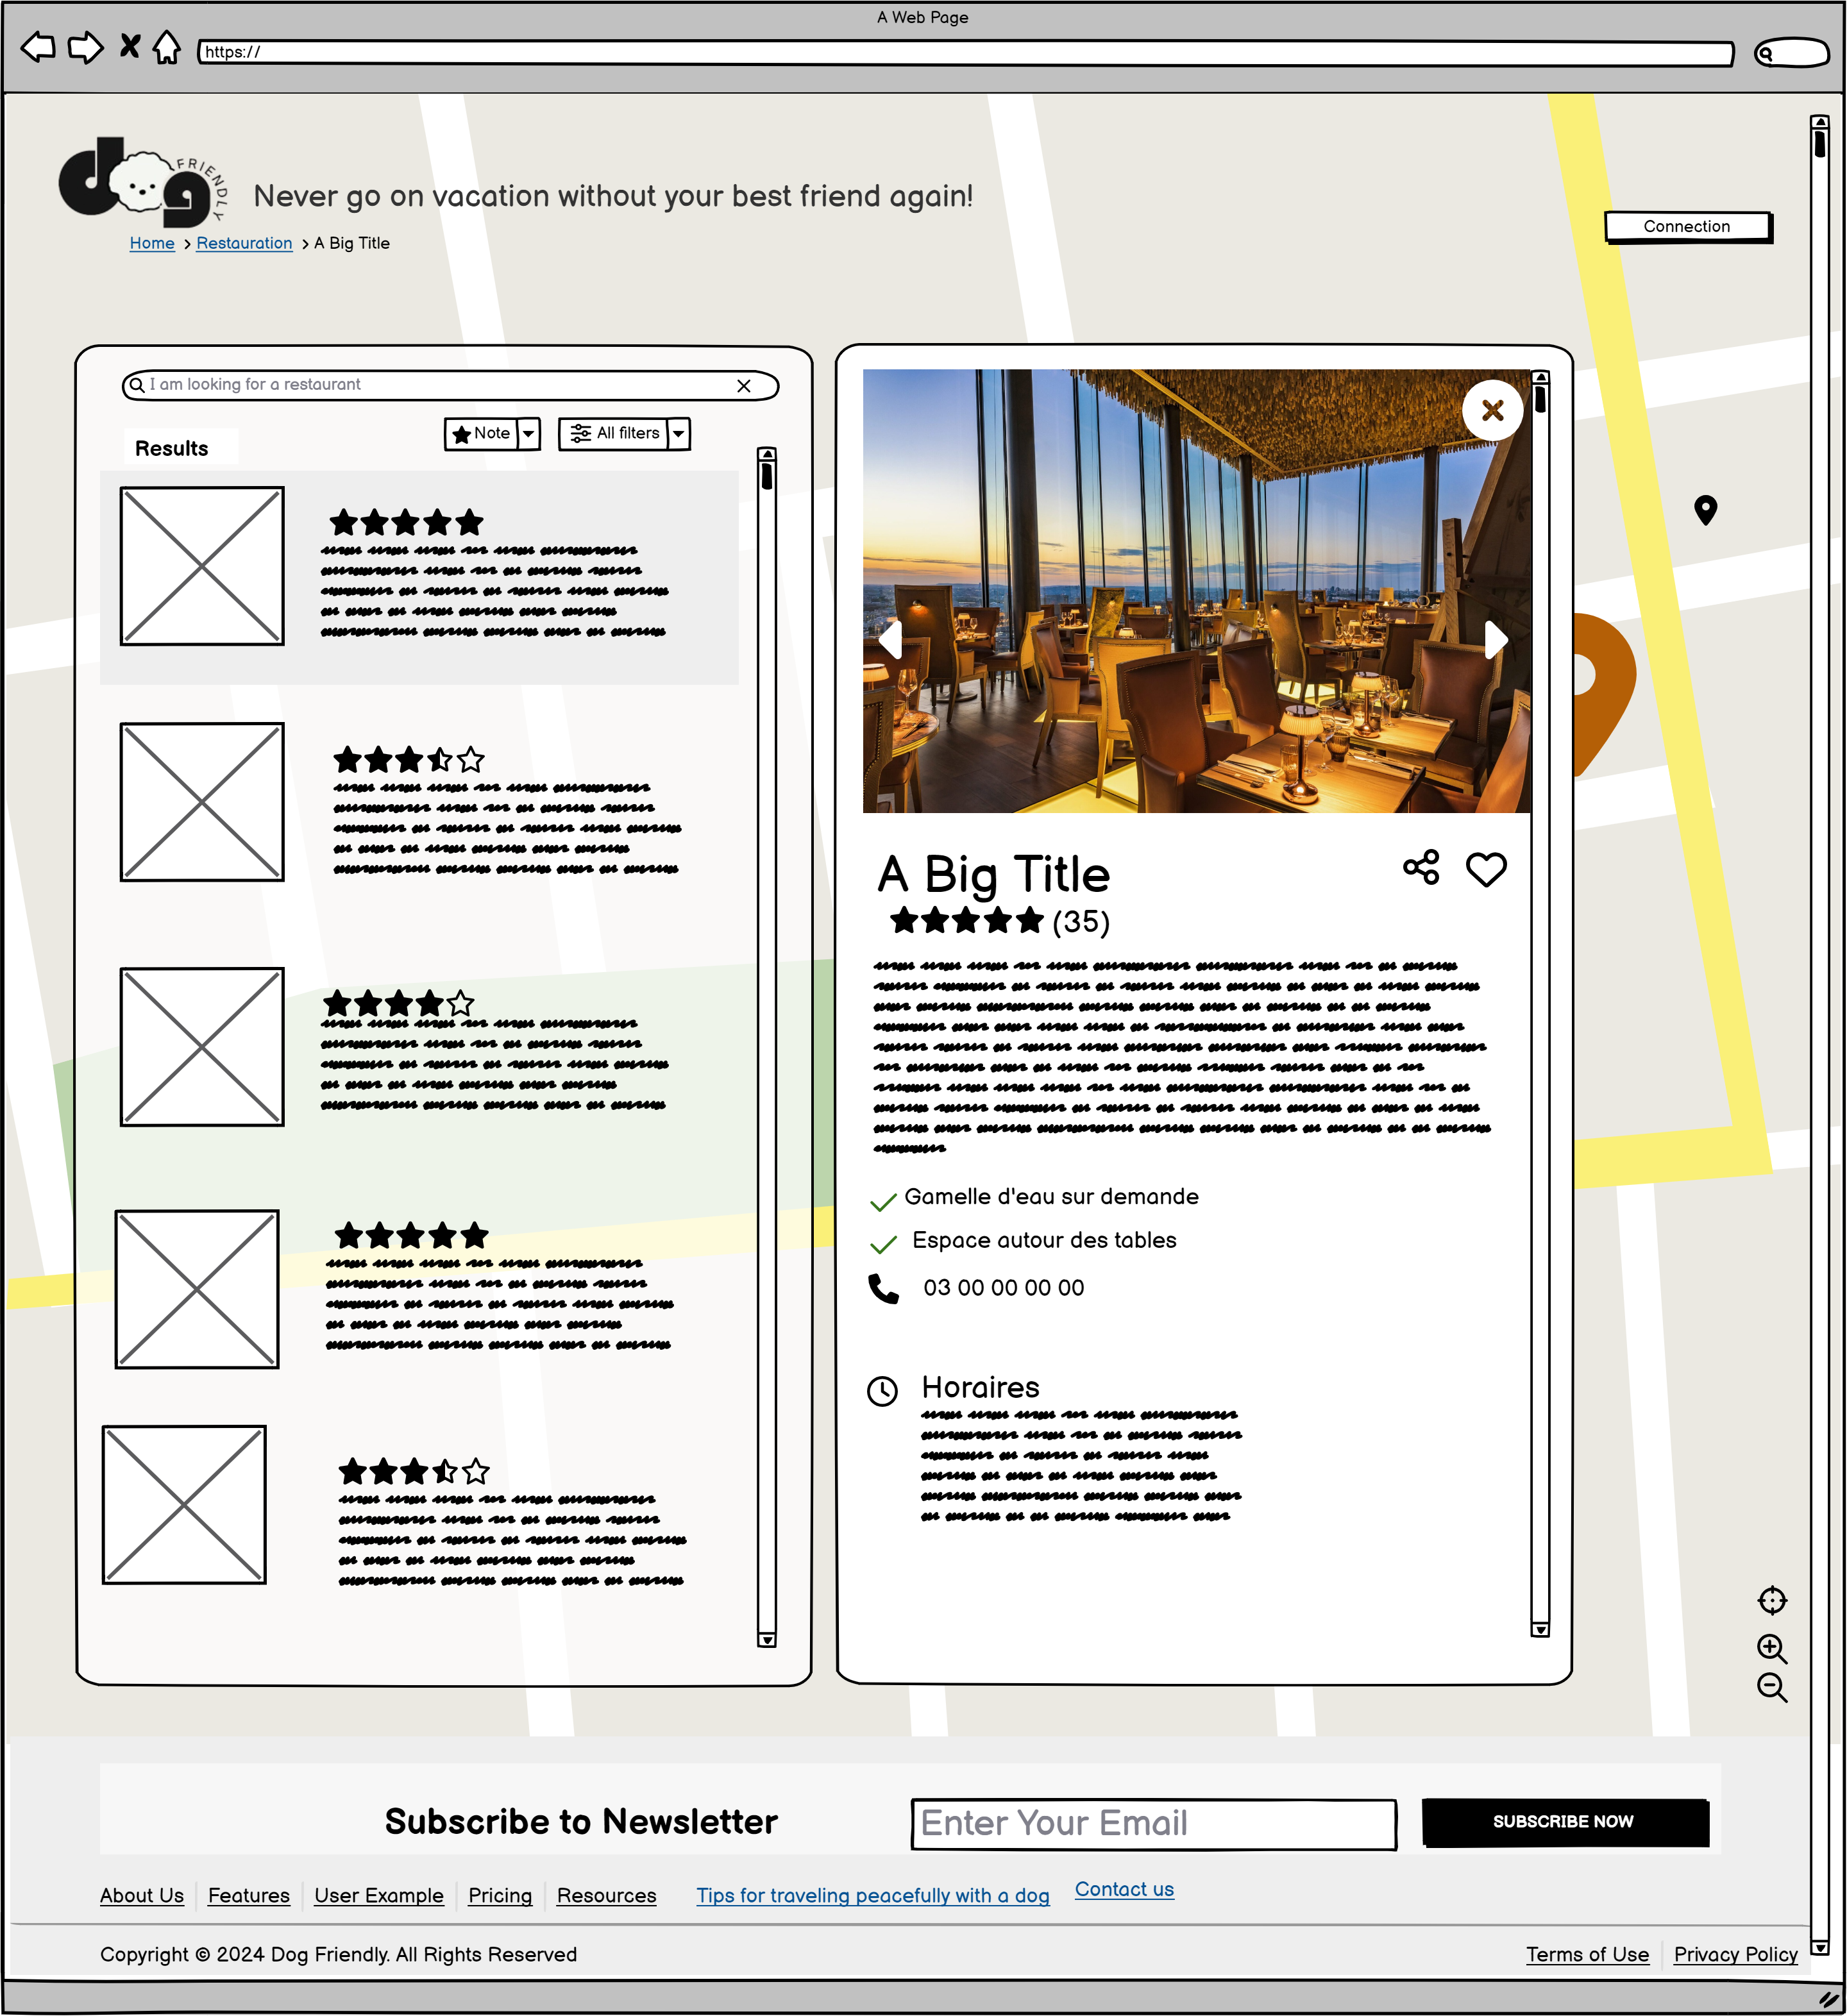 A Web Page
https://
dog FRIENDLY
Never go on vacation without your best friend again!
Home > Restauration > A Big Title
Connection
I am looking for a restaurant
Note
All filters
Results
A Big Title
(35)
Gamelle d'eau sur demande
Espace autour des tables
03 00 00 00 00
Horaires
Subscribe to Newsletter
Enter Your Email
SUBSCRIBE NOW
About Us
Features
User Example
Pricing
Resources
Tips for traveling peacefully with a dog
Contact us
Copyright © 2024 Dog Friendly. All Rights Reserved
Terms of Use
Privacy Policy